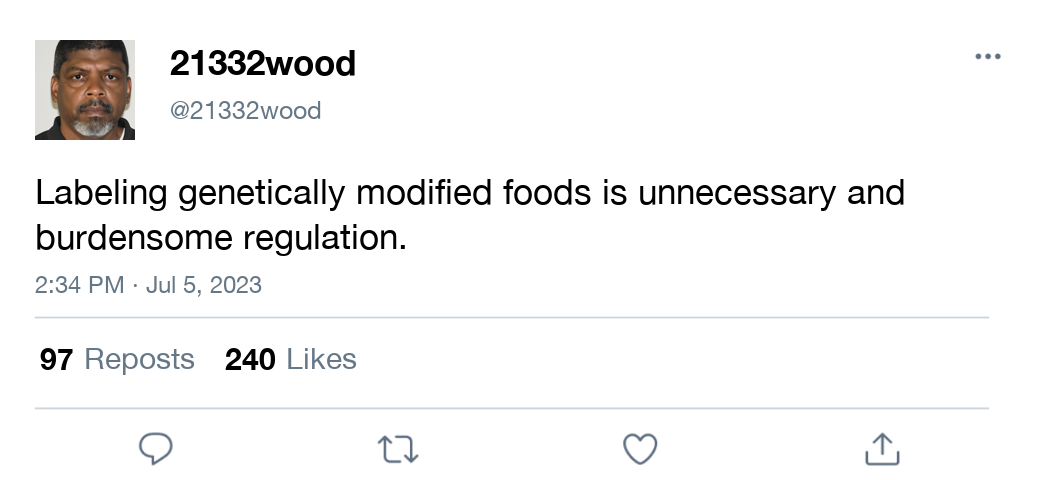 21332wood
@21332wood
Labeling genetically modified foods is unnecessary and
burdensome regulation.
2:34 PM · Jul 5, 2023
97 Reposts 240 Likes